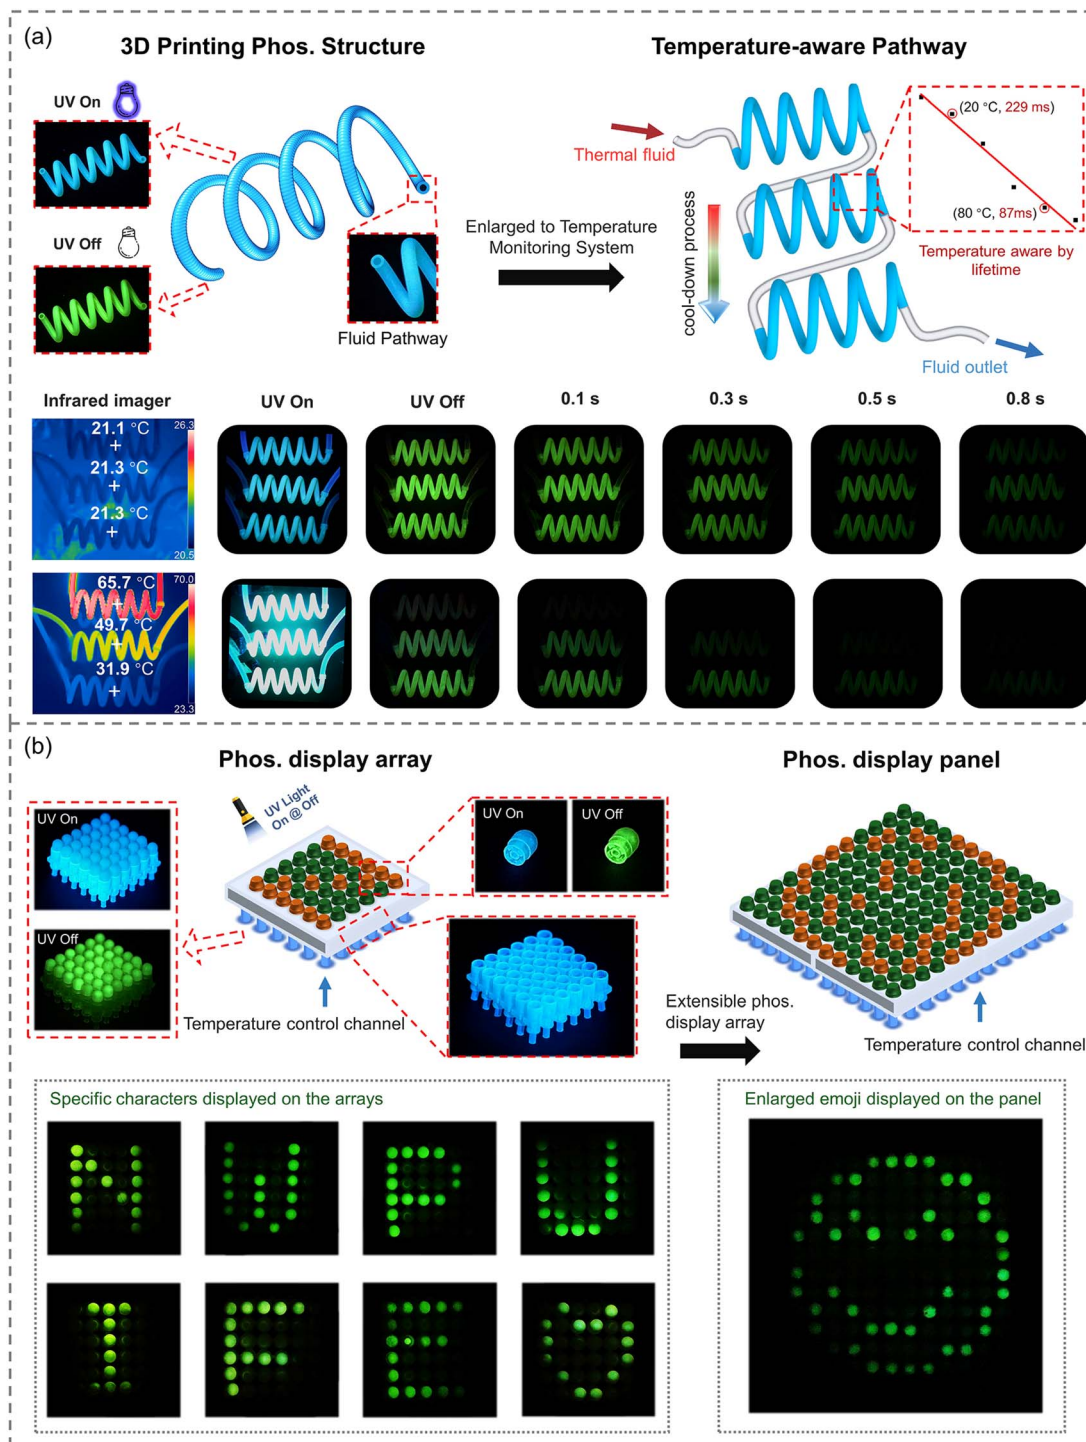 (a)
3D Printing Phos. Structure
Temperature-aware Pathway
UV On
UV Off
Fluid Pathway
Enlarged to Temperature
Monitoring System
Thermal fluid
cool-down process
(20 °C, 229 ms)
(80 °C, 87ms)
Temperature aware by
lifetime
Fluid outlet
Infrared imager
UV On
UV Off
0.1 s
0.3 s
0.5 s
0.8 s
21.1 °C
26.3
21.3 °C
21.3 °C
20.5
65.7 °C
70.0
49.7 °C
31.9 °C
23.3
(b)
Phos. display array
Phos. display panel
UV On
UV Off
UV Light
On @ Off
UV On
UV Off
Temperature control channel
Extensible phos.
display array
Temperature control channel
Specific characters displayed on the arrays
N
U
P
U
I
F
E
Enlarged emoji displayed on the panel